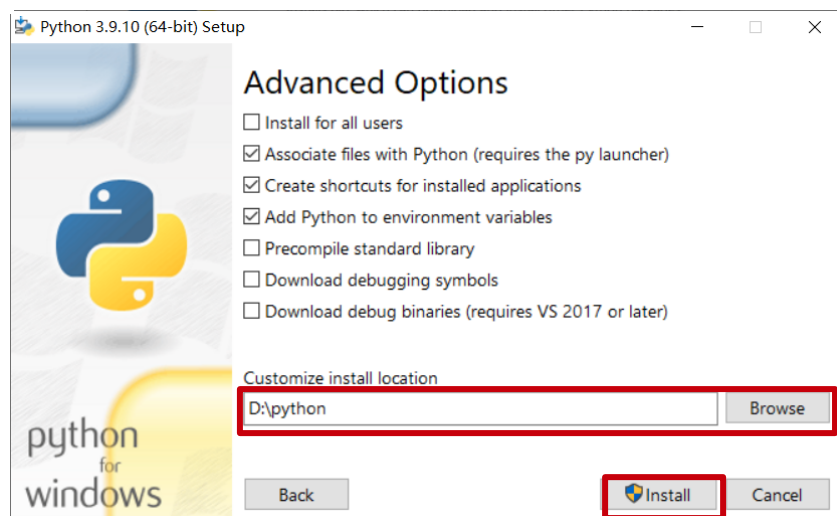 Python 3.9.10 (64-bit) Setup
Advanced Options
Install for all users
Associate files with Python (requires the py launcher)
Create shortcuts for installed applications
Add Python to environment variables
Precompile standard library
Download debugging symbols
Download debug binaries (requires VS 2017 or later)
Customize install location
D:\python Browse
python
for
windows
Back Install Cancel